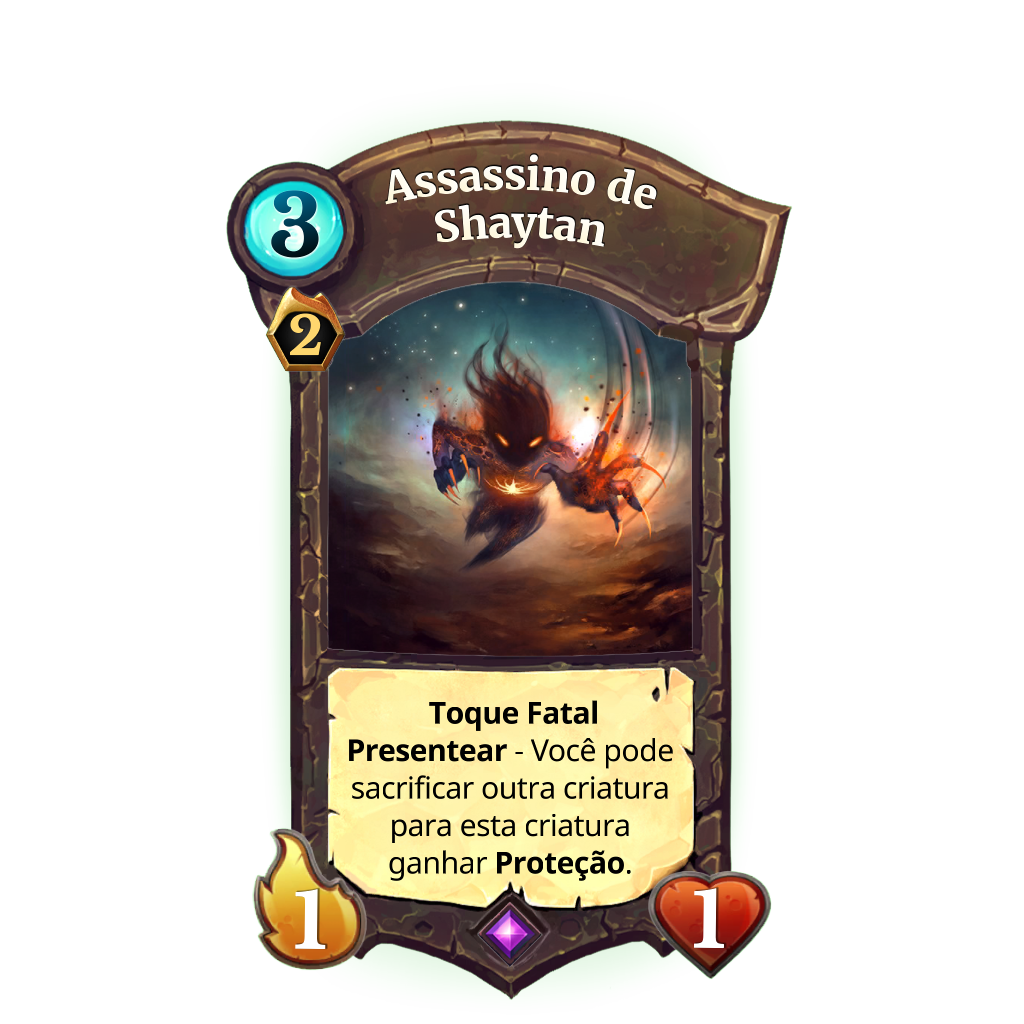 Assassino de
Shaytan
3
2
Toque Fatal
Presentear - Você pode
sacrificar outra criatura
para esta criatura
ganhar Proteção.
1
1